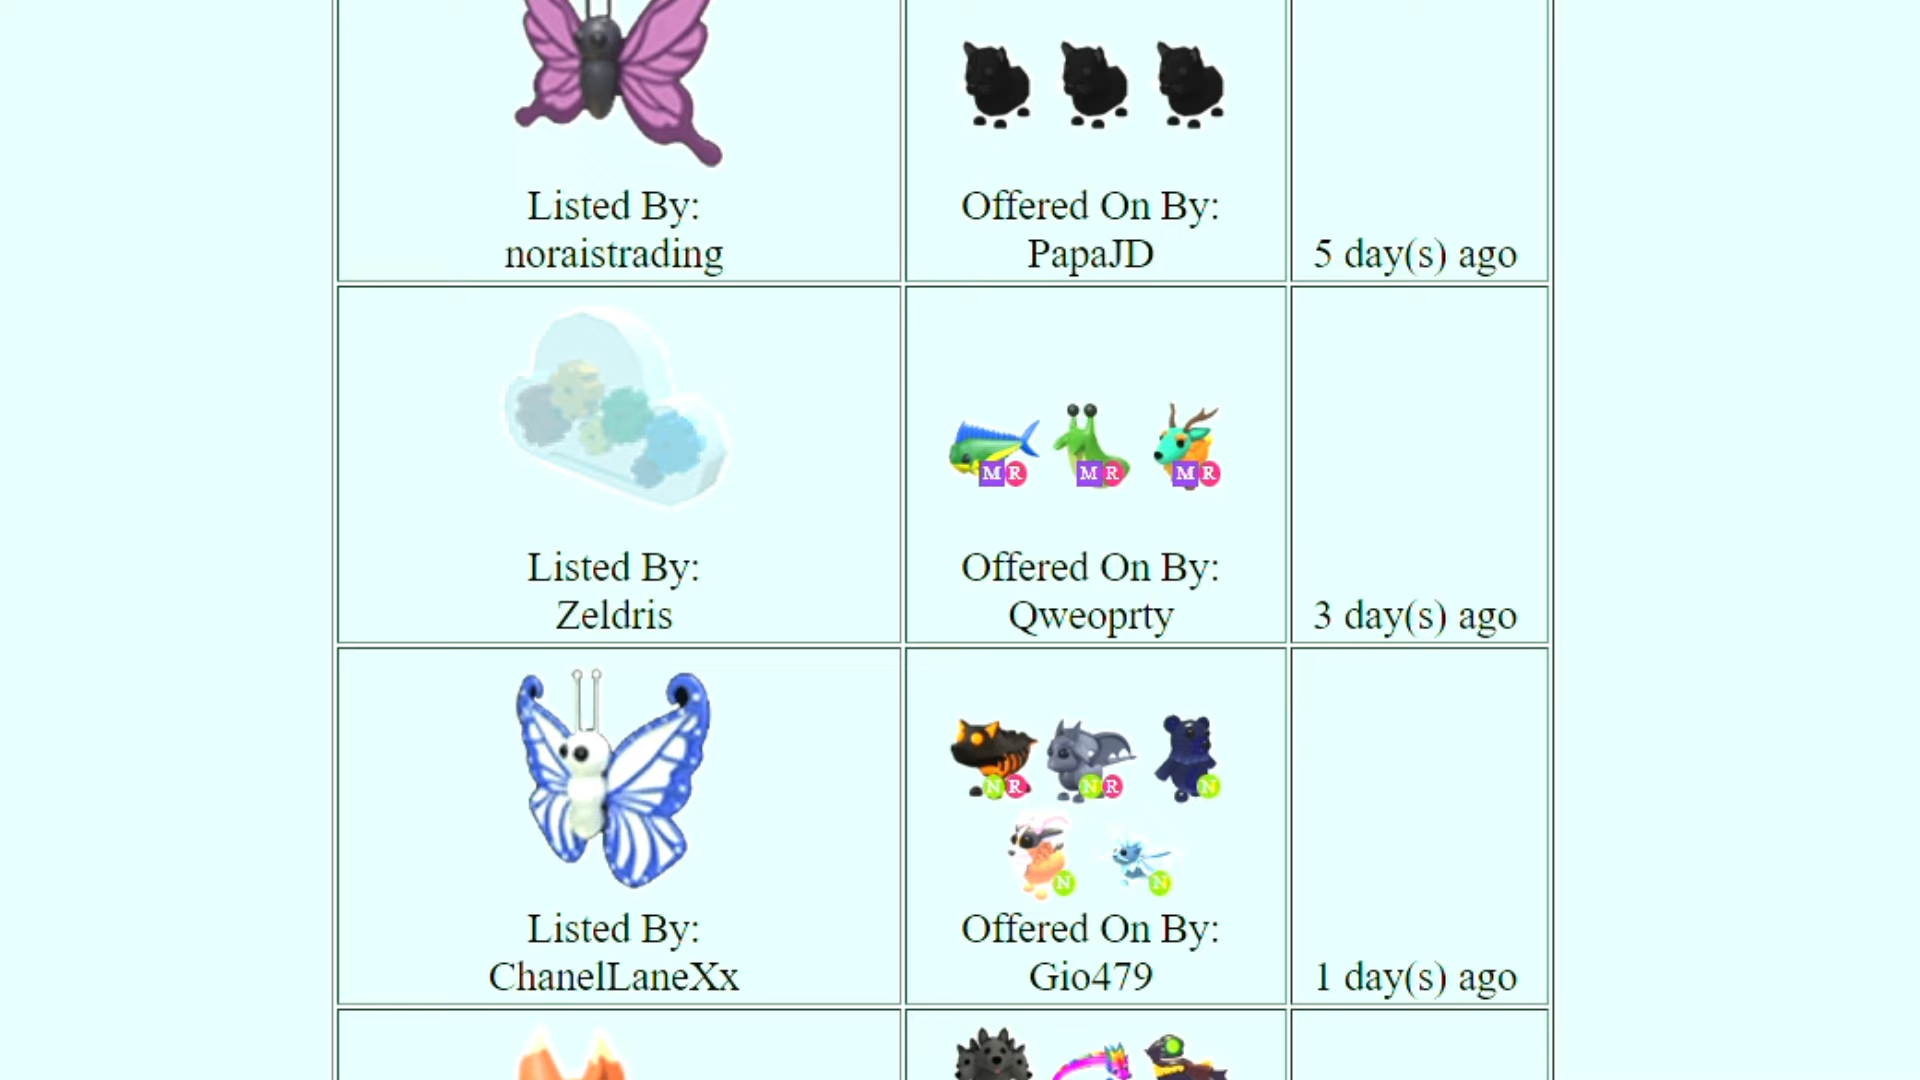 Listed By:
noraistrading
Offered On By:
PapaJD
5 day(s) ago
M R M R M R
Listed By:
Zeldris
Offered On By:
Qweoprty
3 day(s) ago
N R N R N
N N
Listed By:
ChanelLaneXx
Offered On By:
Gio479
1 day(s) ago